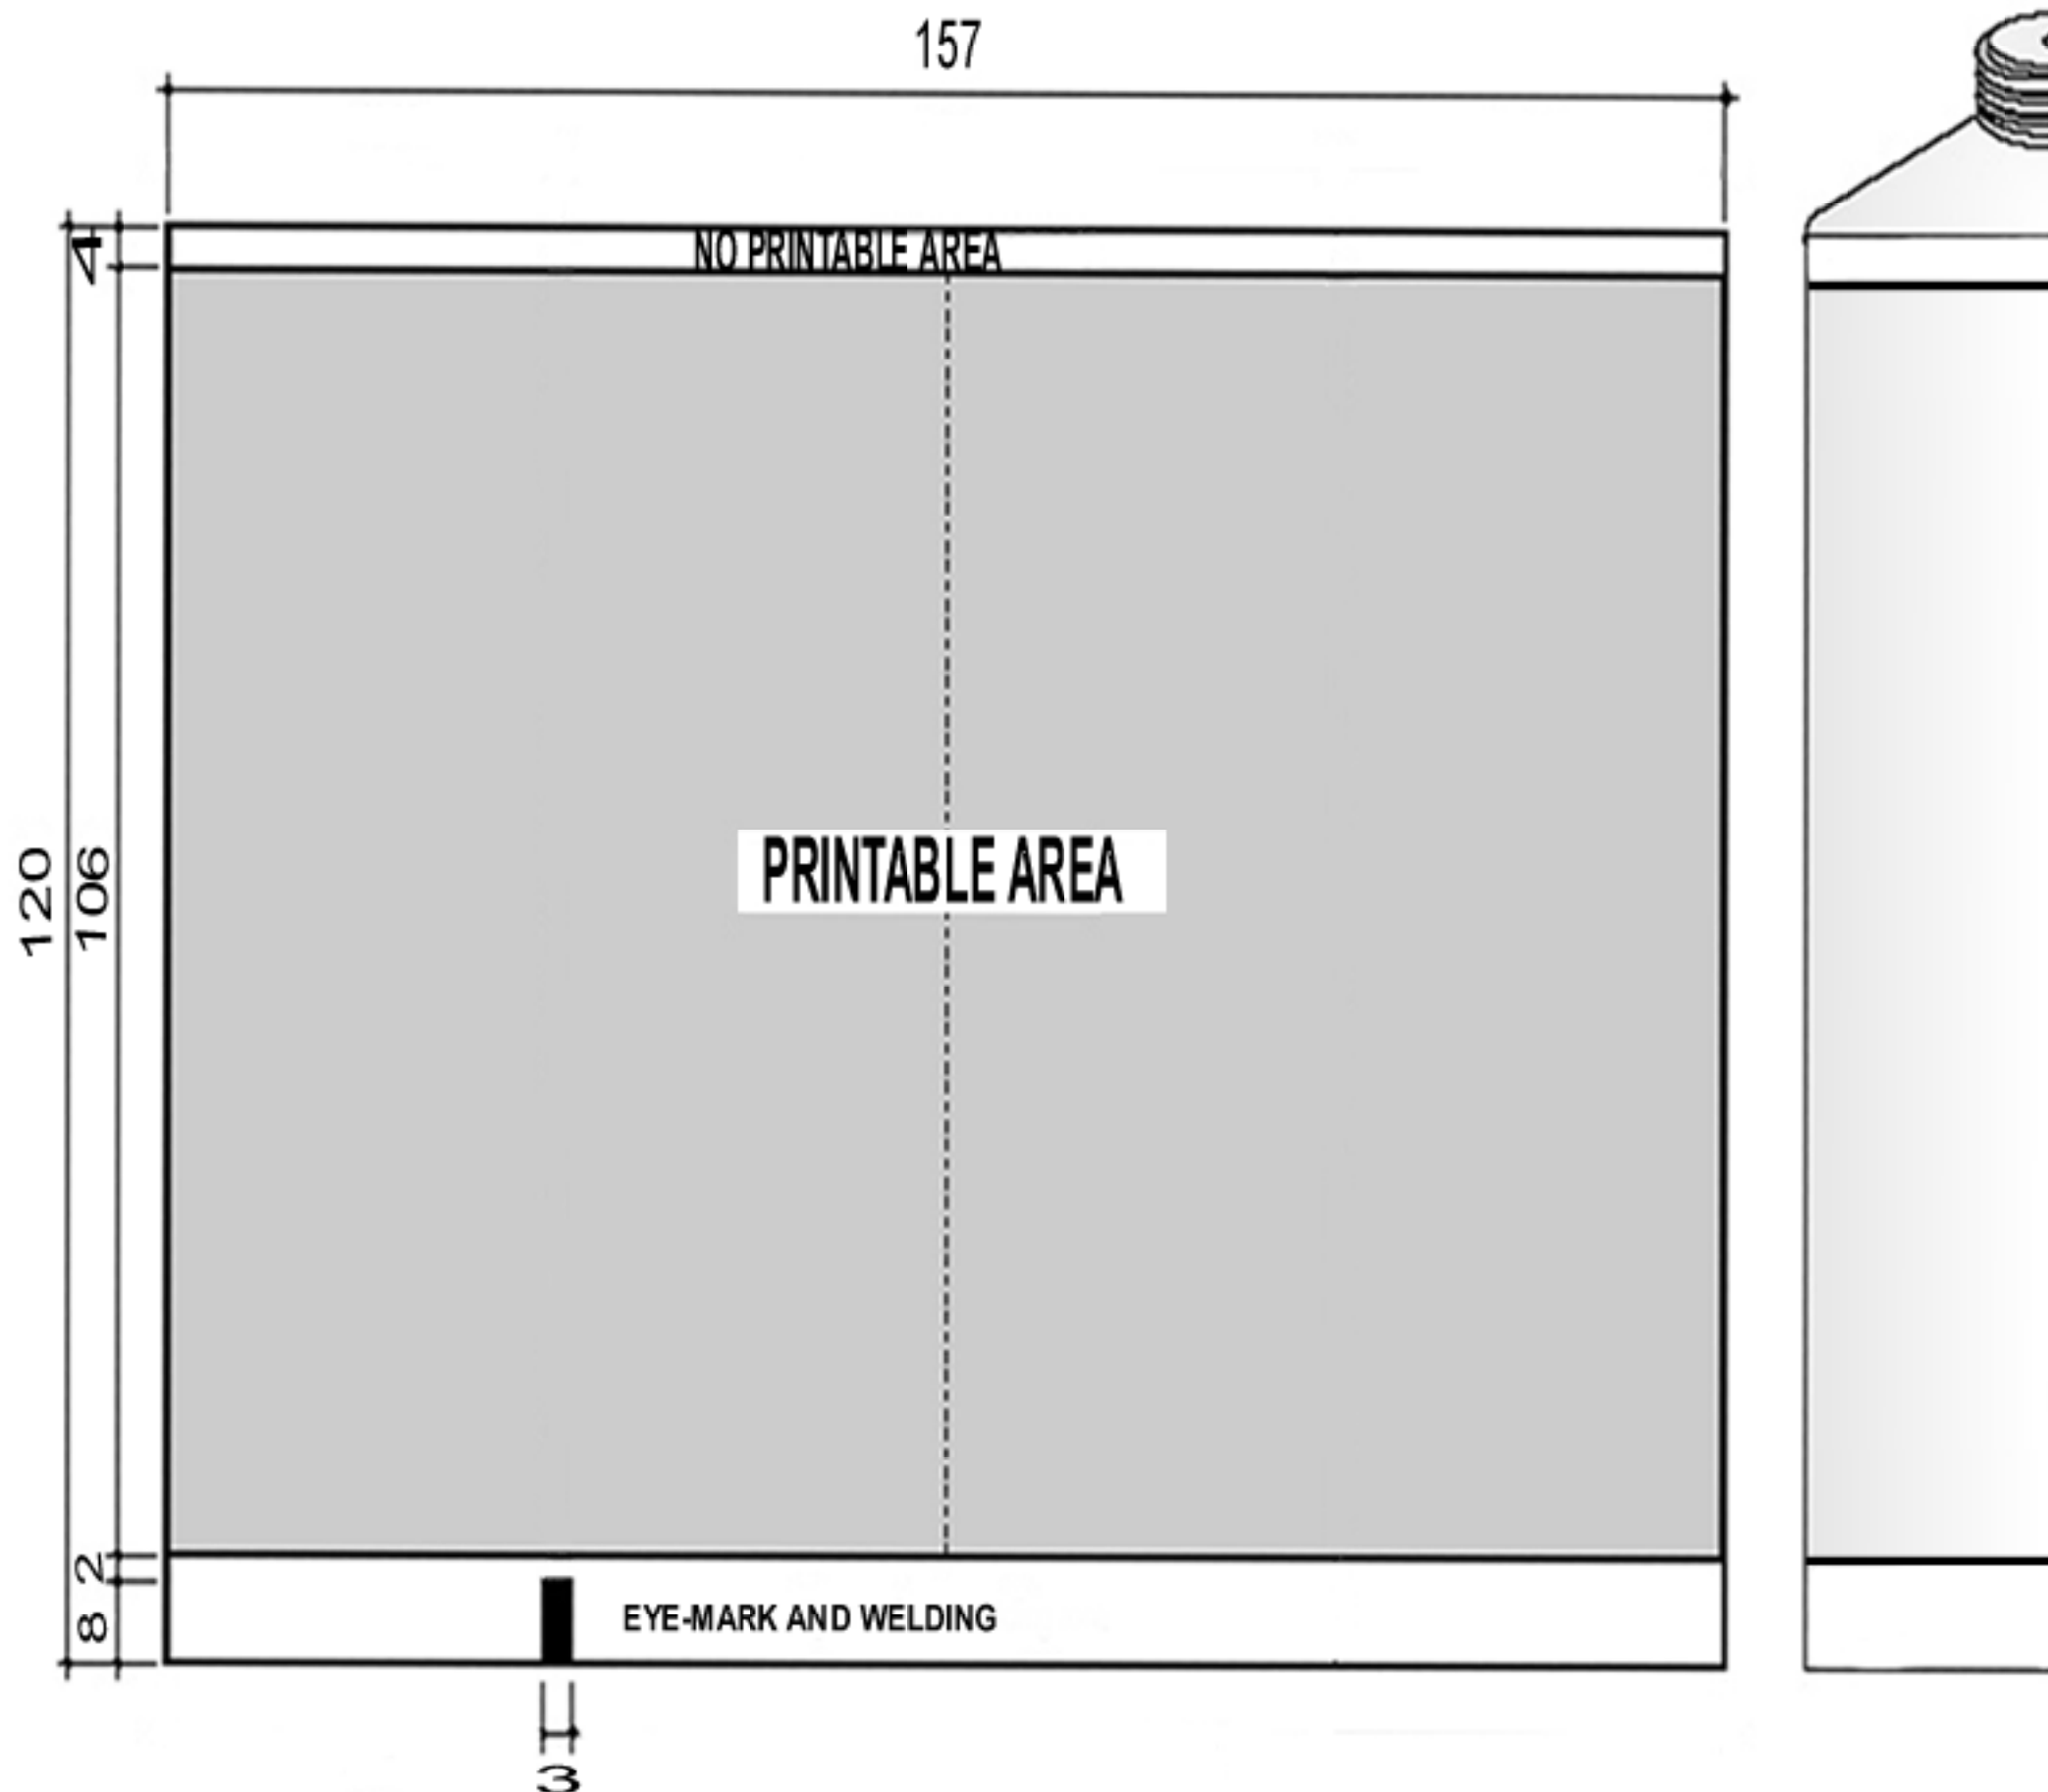 157
4
NO PRINTABLE AREA
120
106
PRINTABLE AREA
2
8
EYE-MARK AND WELDING
3